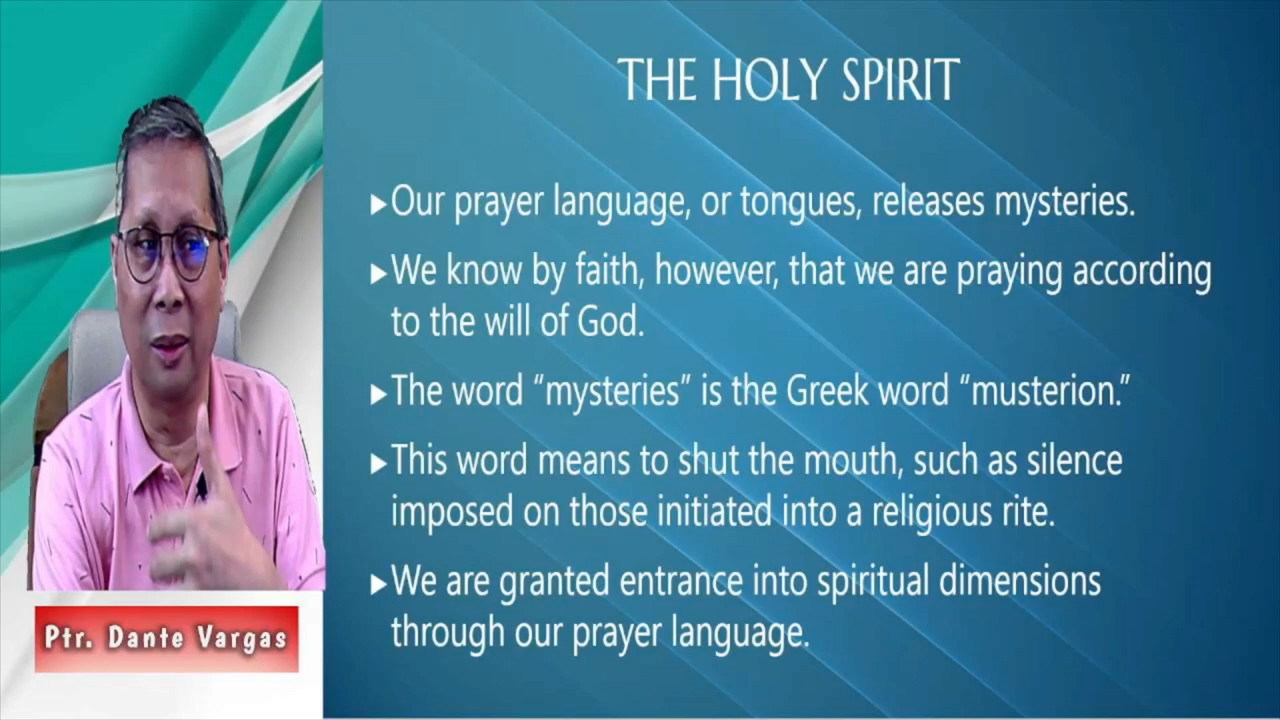 THE HOLY SPIRIT
▶Our prayer language, or tongues, releases mysteries.
▶We know by faith, however, that we are praying according
to the will of God.
▶The word “mysteries” is the Greek word “musterion.”
▶This word means to shut the mouth, such as silence
imposed on those initiated into a religious rite.
▶We are granted entrance into spiritual dimensions
through our prayer language.
Ptr. Dante Vargas